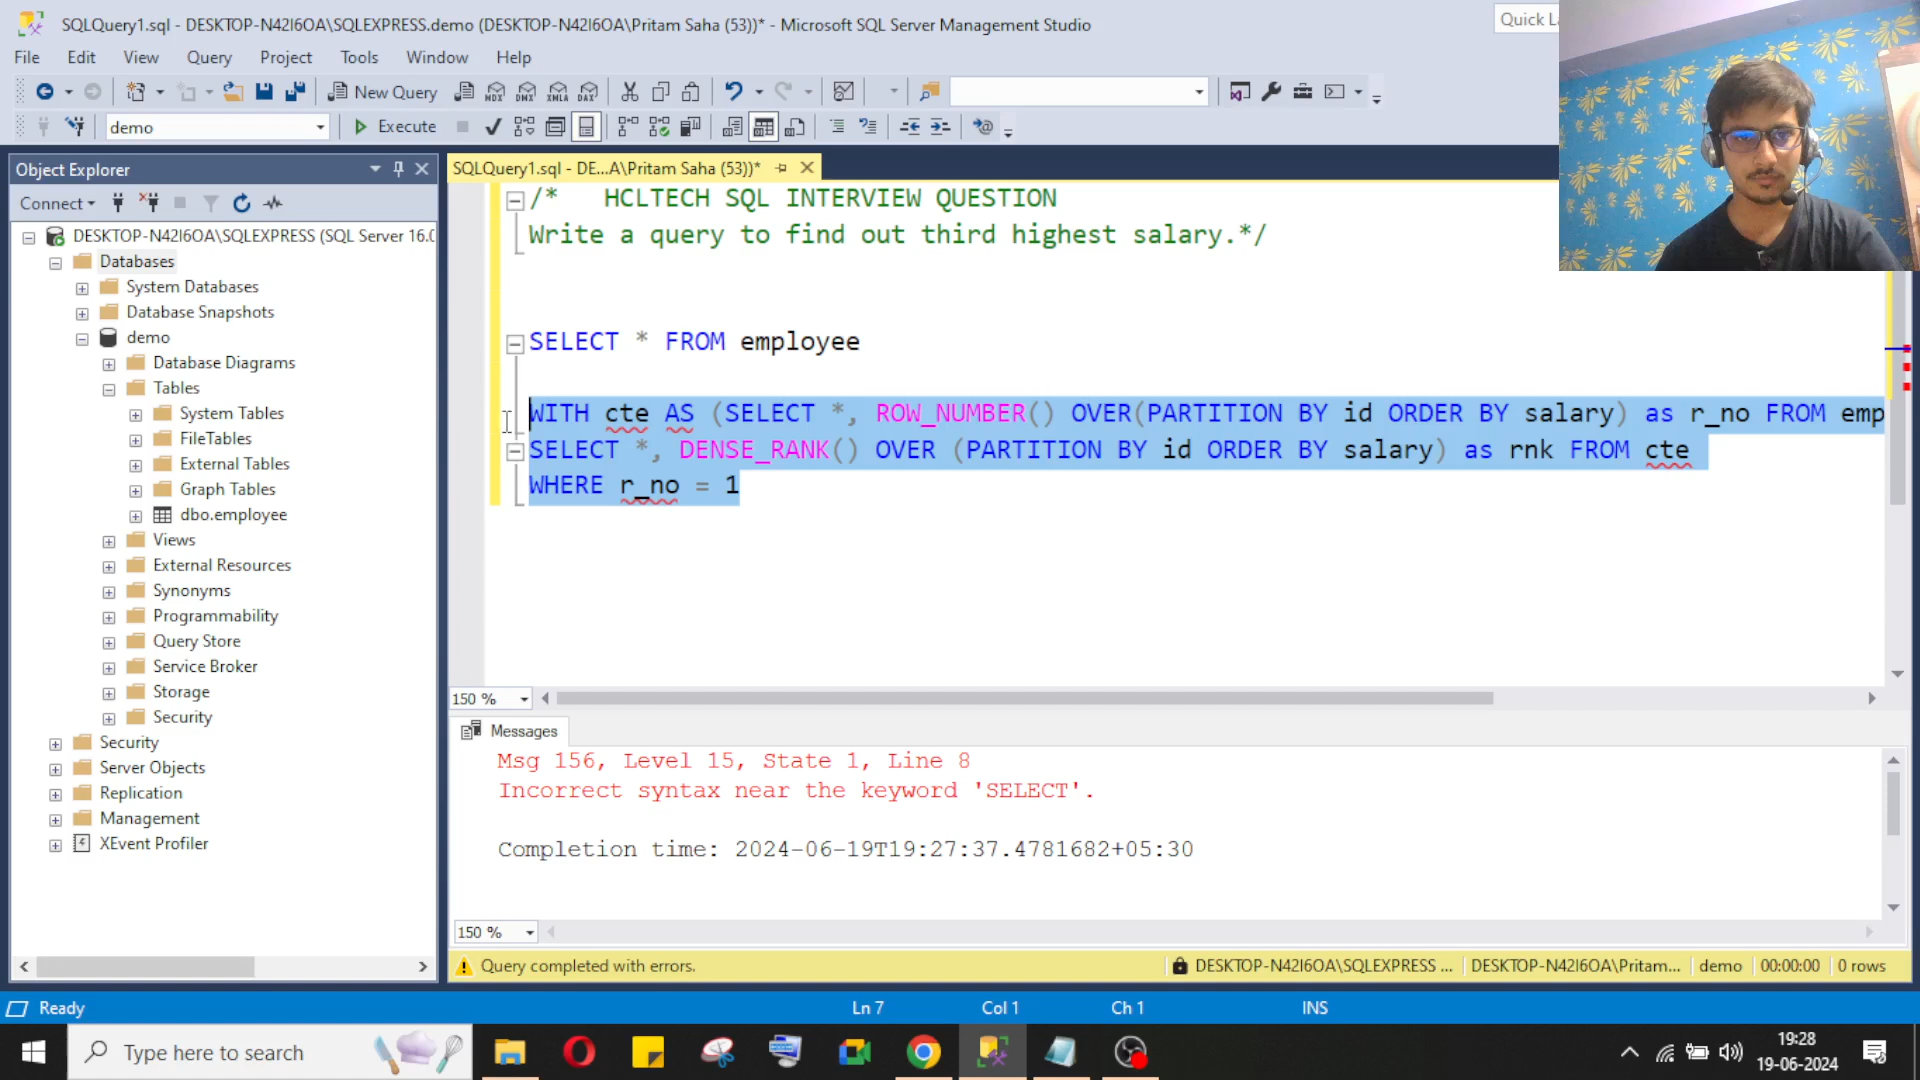 SQLQuery1.sql - DESKTOP-N42I6OA\SQLEXPRESS.demo (DESKTOP-N42I6OA\Pritam Saha (53))* - Microsoft SQL Server Management Studio
Quick L
File Edit View Query Project Tools Window Help
New Query
MDX DMX XMLA DAX
demo
Execute
Object Explorer
SQLQuery1.sql - DE...A\Pritam Saha (53))*
Connect
DESKTOP-N42I6OA\SQLEXPRESS (SQL Server 16.0
Databases
System Databases
Database Snapshots
demo
Database Diagrams
Tables
System Tables
FileTables
External Tables
Graph Tables
dbo.employee
Views
External Resources
Synonyms
Programmability
Query Store
Service Broker
Storage
Security
Security
Server Objects
Replication
Management
XEvent Profiler
/* HCLTECH SQL INTERVIEW QUESTION
Write a query to find out third highest salary.*/
SELECT * FROM employee
WITH cte AS (SELECT *, ROW_NUMBER() OVER(PARTITION BY id ORDER BY salary) as r_no FROM emp
SELECT *, DENSE_RANK() OVER (PARTITION BY id ORDER BY salary) as rnk FROM cte
WHERE r_no = 1
150 %
Messages
Msg 156, Level 15, State 1, Line 8
Incorrect syntax near the keyword 'SELECT'.
Completion time: 2024-06-19T19:27:37.4781682+05:30
150 %
Query completed with errors.
DESKTOP-N42I6OA\SQLEXPRESS ...
DESKTOP-N42I6OA\Pritam...
demo
00:00:00
0 rows
Ready
Ln 7
Col 1
Ch 1
INS
Type here to search
19:28
19-06-2024